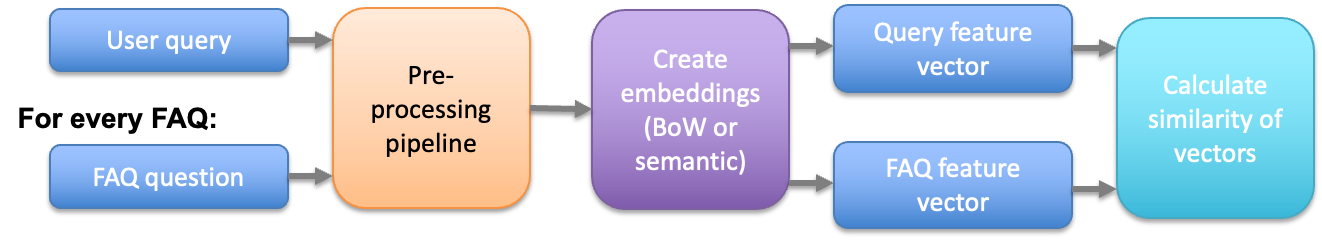 User query
For every FAQ:
FAQ question
Pre-
processing
pipeline
Create
embeddings
(BoW or
semantic)
Query feature
vector
FAQ feature
vector
Calculate
similarity of
vectors